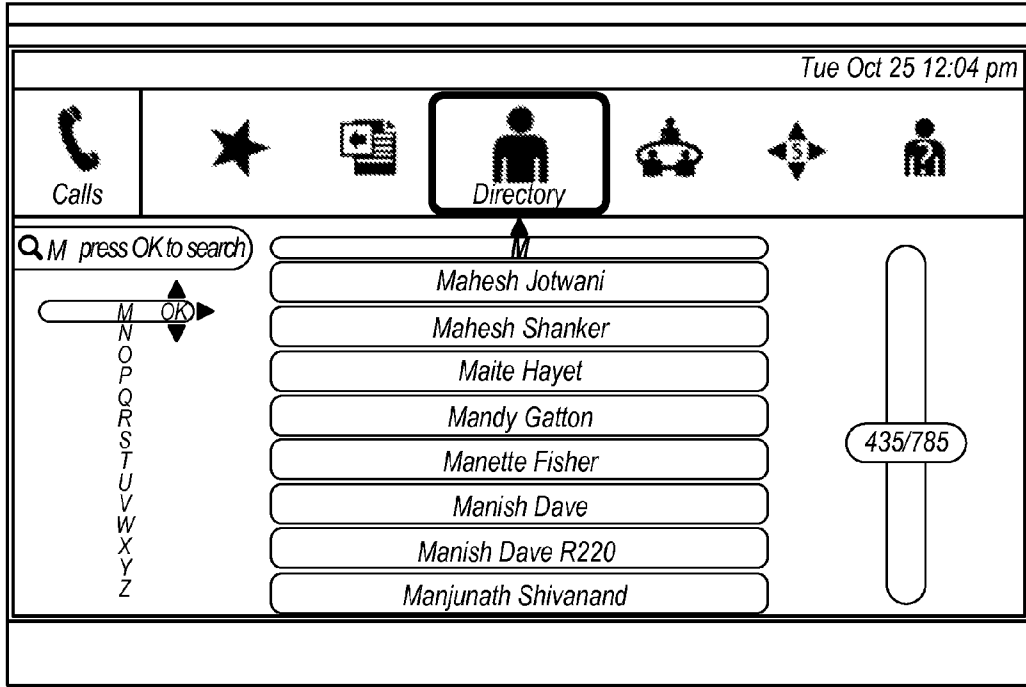 Tue Oct 25 12:04 pm
Calls
S
?
Directory
M press OK to search
M
M OK
N
O
P
Q
R
S
T
U
V
W
X
Y
Z
Mahesh Jotwani
Mahesh Shanker
Maite Hayet
Mandy Gatton
Manette Fisher
Manish Dave
Manish Dave R220
Manjunath Shivanand
435/785